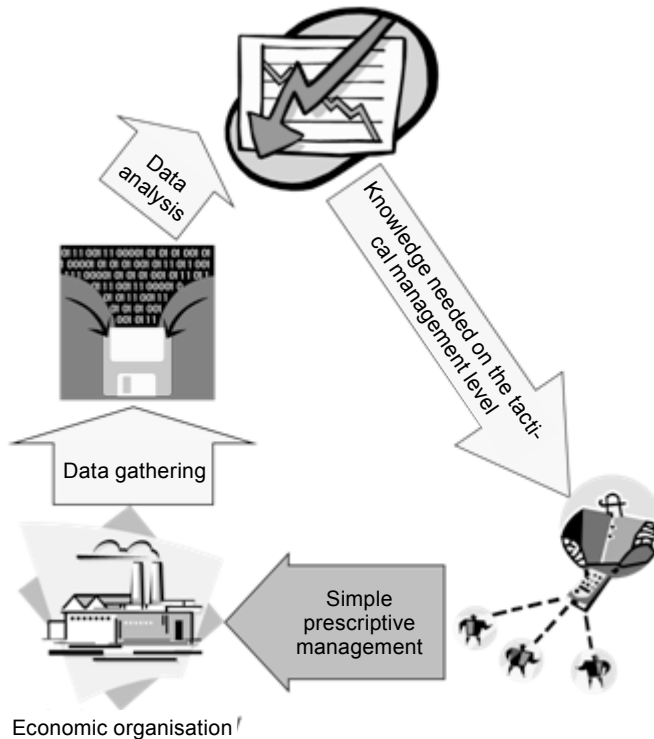 Data
analysis
Knowledge needed on the tacti-
cal management level
Data gathering
Simple
prescriptive
management
Economic organisation